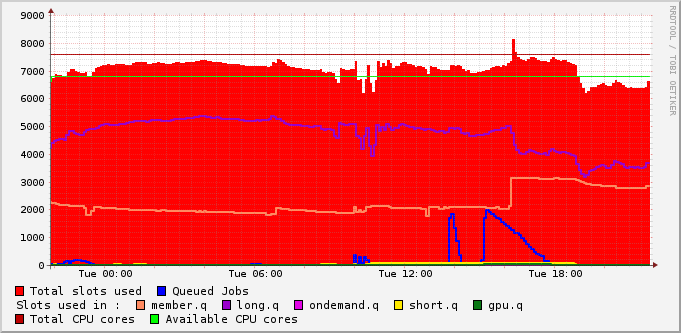 9000
8000
7000
6000
5000
4000
3000
2000
1000
0
Tue 00:00 Tue 06:00 Tue 12:00 Tue 18:00
RRDTOOL / TOBI OETIKER
Total slots used Queued Jobs
Slots used in : member.q long.q ondemand.q short.q gpu.q
Total CPU cores Available CPU cores